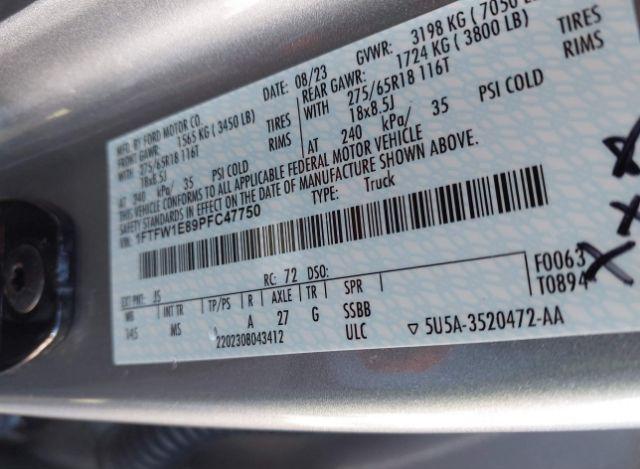 MFD. BY FORD MOTOR CO. DATE: 08/23 GVWR: 3198 KG ( 7050 LB)
FRONT GAWR: 1565 KG ( 3450 LB) REAR GAWR: 1724 KG ( 3800 LB)
WITH 275/65R18 116T TIRES WITH 275/65R18 116T TIRES
18x8.5J RIMS 18x8.5J RIMS
AT 240 kPa/ 35 PSI COLD AT 240 kPa/ 35 PSI COLD
THIS VEHICLE CONFORMS TO ALL APPLICABLE FEDERAL MOTOR VEHICLE
SAFETY STANDARDS IN EFFECT ON THE DATE OF MANUFACTURE SHOWN ABOVE.
1FTFW1E89PFC47750 TYPE: Truck
F0063
T0894
EXT PNT: JS RC: 72 DSO:
WB INT TR TP/PS R AXLE TR SPR
145 MS A 27 G SSBB
2202308043412 ULC ▽ 5U5A-3520472-AA